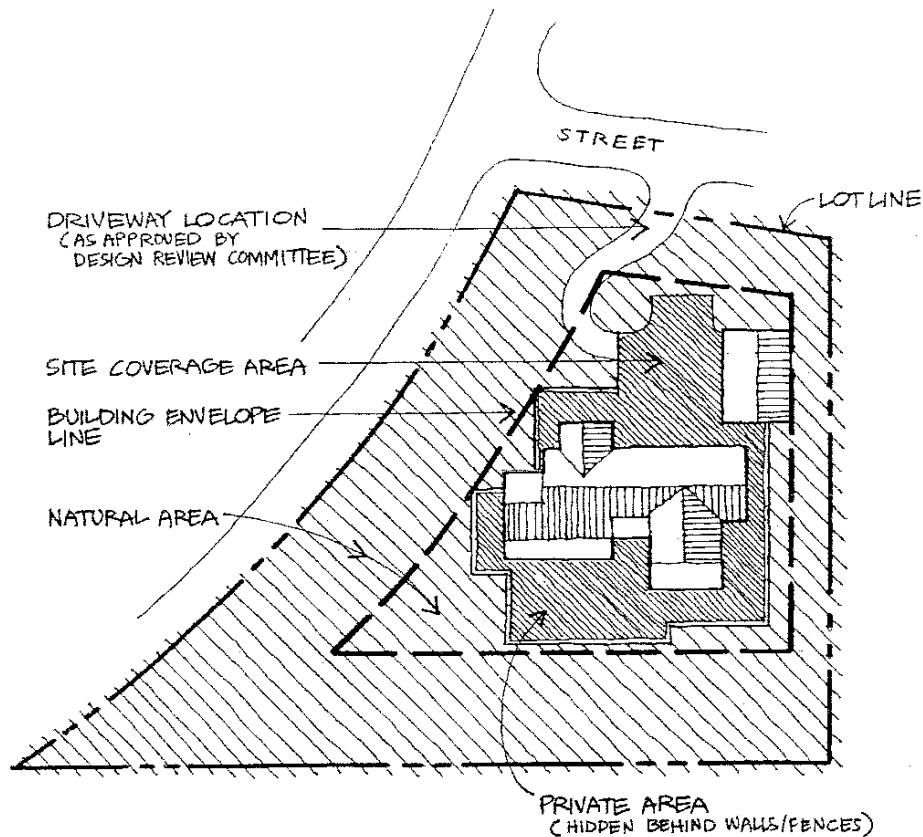 STREET
LOT LINE
DRIVEWAY LOCATION
(AS APPROVED BY
DESIGN REVIEW COMMITTEE)
SITE COVERAGE AREA
BUILDING ENVELOPE
LINE
NATURAL AREA
PRIVATE AREA
(HIDDEN BEHIND WALLS/FENCES)